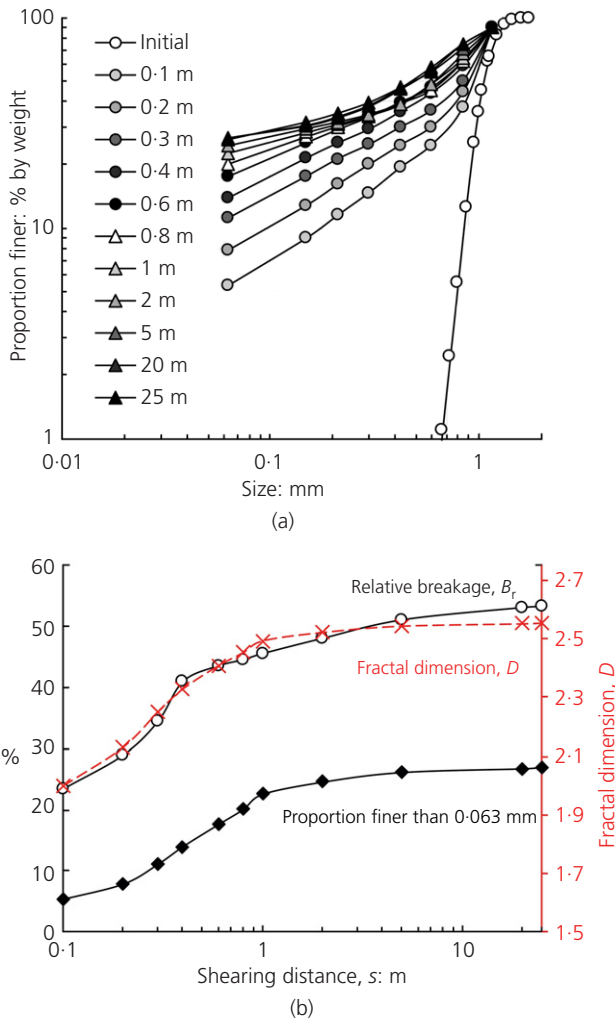 100
10
1
Proportion finer: % by weight
Initial
0·1 m
0·2 m
0·3 m
0·4 m
0·6 m
0·8 m
1 m
2 m
5 m
20 m
25 m
0·01
0·1
1
Size: mm
(a)
60
50
40
30
20
10
0
%
Relative breakage, Br
Fractal dimension, D
Proportion finer than 0·063 mm
2·7
2·5
2·3
2·1
1·9
1·7
1·5
Fractal dimension, D
0·1
1
10
Shearing distance, s: m
(b)